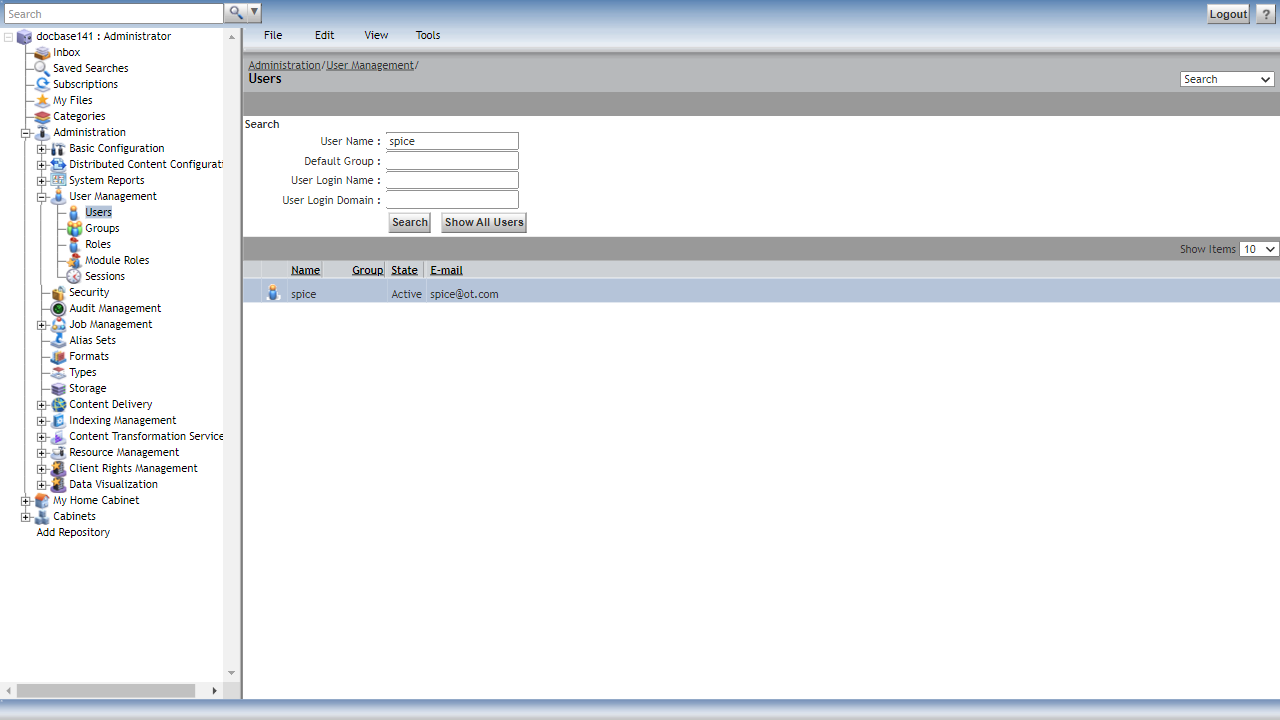 Search
Logout
?
docbase141 : Administrator
Inbox
Saved Searches
Subscriptions
My Files
Categories
Administration
Basic Configuration
Distributed Content Configurati
System Reports
User Management
Users
Groups
Roles
Module Roles
Sessions
Security
Audit Management
Job Management
Alias Sets
Formats
Types
Storage
Content Delivery
Indexing Management
Content Transformation Service
Resource Management
Client Rights Management
Data Visualization
My Home Cabinet
Cabinets
Add Repository
File Edit View Tools
Administration/User Management/
Users
Search
Search
User Name : spice
Default Group :
User Login Name :
User Login Domain :
Search Show All Users
Show Items 10
Name Group State E-mail
spice Active spice@ot.com